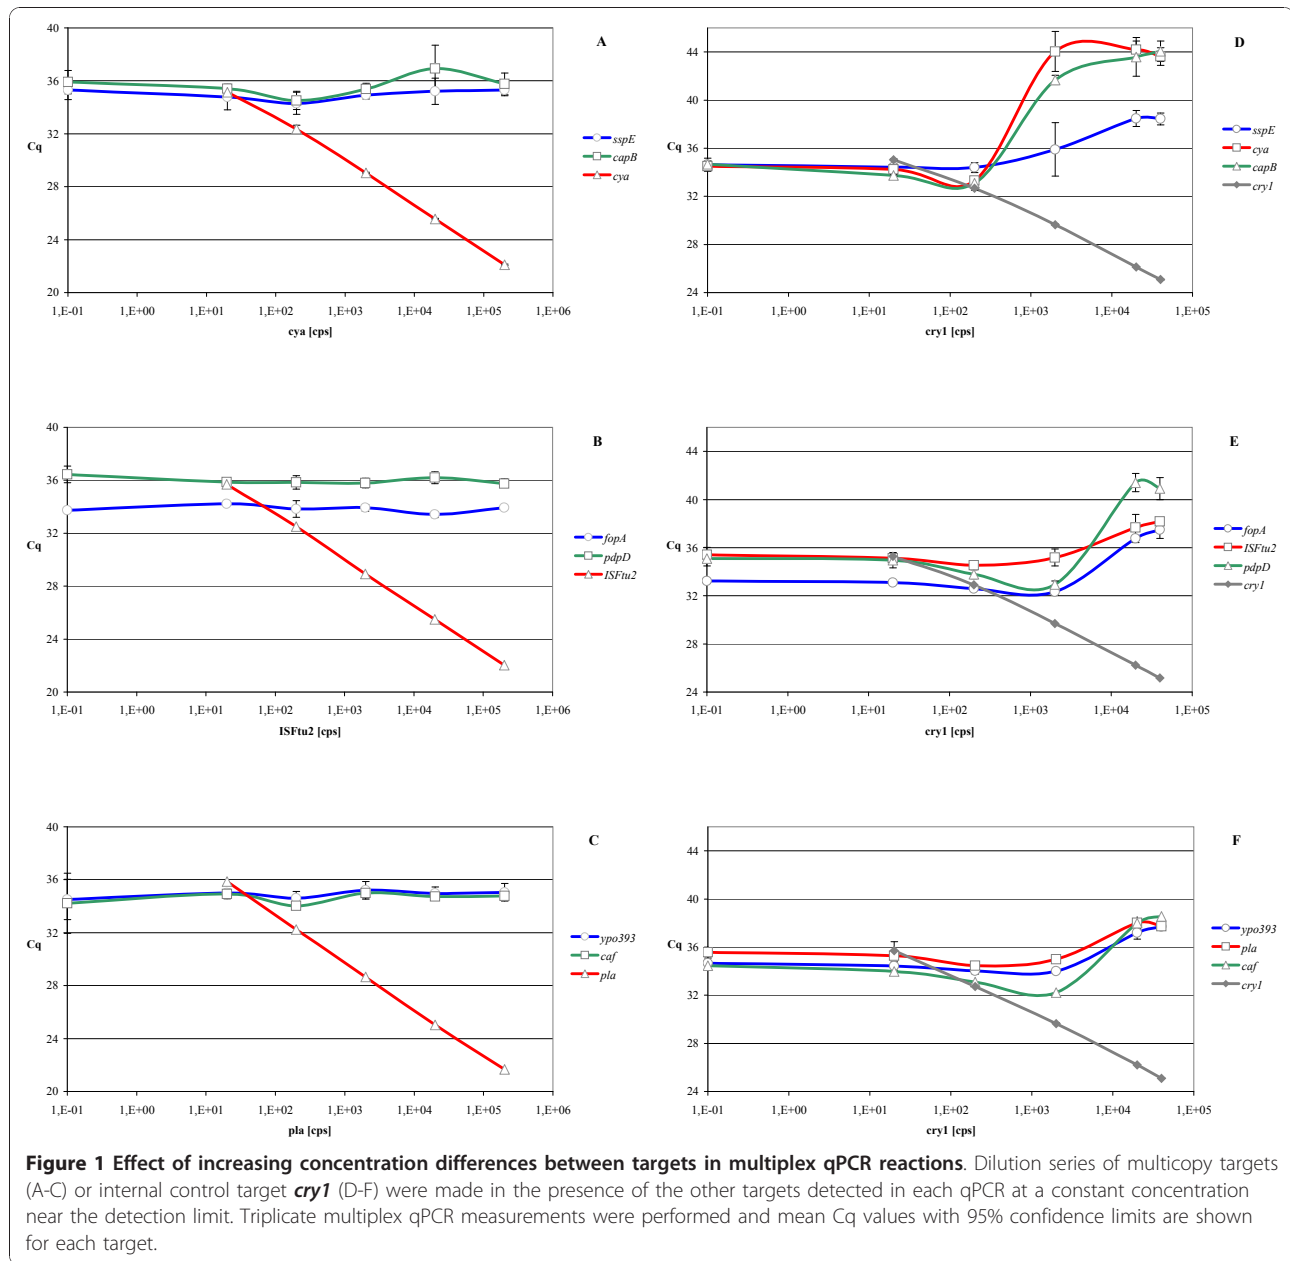 40
36
32
28
24
20
Cq
A
sspE
capB
cya
1,E-01 1,E+00 1,E+01 1,E+02 1,E+03 1,E+04 1,E+05 1,E+06
cya [cps]
44
40
36
32
28
24
Cq
D
sspE
cya
capB
cry1
1,E-01 1,E+00 1,E+01 1,E+02 1,E+03 1,E+04 1,E+05
cry1 [cps]
40
36
32
28
24
20
Cq
B
fopA
pdpD
ISFtu2
1,E-01 1,E+00 1,E+01 1,E+02 1,E+03 1,E+04 1,E+05 1,E+06
ISFtu2 [cps]
44
40
36
32
28
24
Cq
E
fopA
ISFtu2
pdpD
cry1
1,E-01 1,E+00 1,E+01 1,E+02 1,E+03 1,E+04 1,E+05
cry1 [cps]
40
36
32
28
24
20
Cq
C
ypo393
caf
pla
1,E-01 1,E+00 1,E+01 1,E+02 1,E+03 1,E+04 1,E+05 1,E+06
pla [cps]
44
40
36
32
28
24
Cq
F
ypo393
pla
caf
cry1
1,E-01 1,E+00 1,E+01 1,E+02 1,E+03 1,E+04 1,E+05
cry1 [cps]
Figure 1 Effect of increasing concentration differences between targets in multiplex qPCR reactions. Dilution series of multicopy targets
(A-C) or internal control target cry1 (D-F) were made in the presence of the other targets detected in each qPCR at a constant concentration
near the detection limit. Triplicate multiplex qPCR measurements were performed and mean Cq values with 95% confidence limits are shown
for each target.